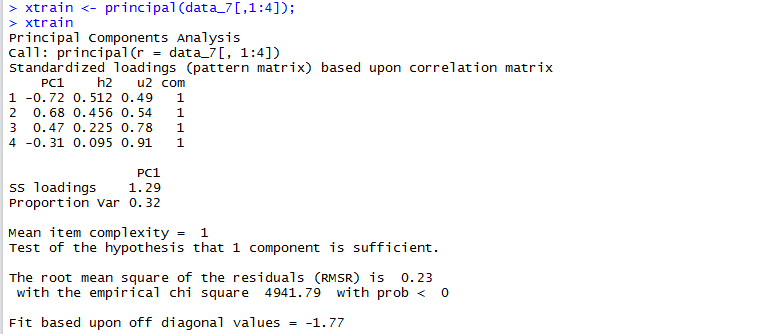 > xtrain <- principal(data_7[,1:4]);
> xtrain
Principal Components Analysis
Call: principal(r = data_7[, 1:4])
Standardized loadings (pattern matrix) based upon correlation matrix
    PC1    h2   u2 com
1 -0.72 0.512 0.49   1
2  0.68 0.456 0.54   1
3  0.47 0.225 0.78   1
4 -0.31 0.095 0.91   1

                PC1
SS loadings    1.29
Proportion Var 0.32

Mean item complexity =  1
Test of the hypothesis that 1 component is sufficient.

The root mean square of the residuals (RMSR) is  0.23
 with the empirical chi square  4941.79  with prob <  0

Fit based upon off diagonal values = -1.77